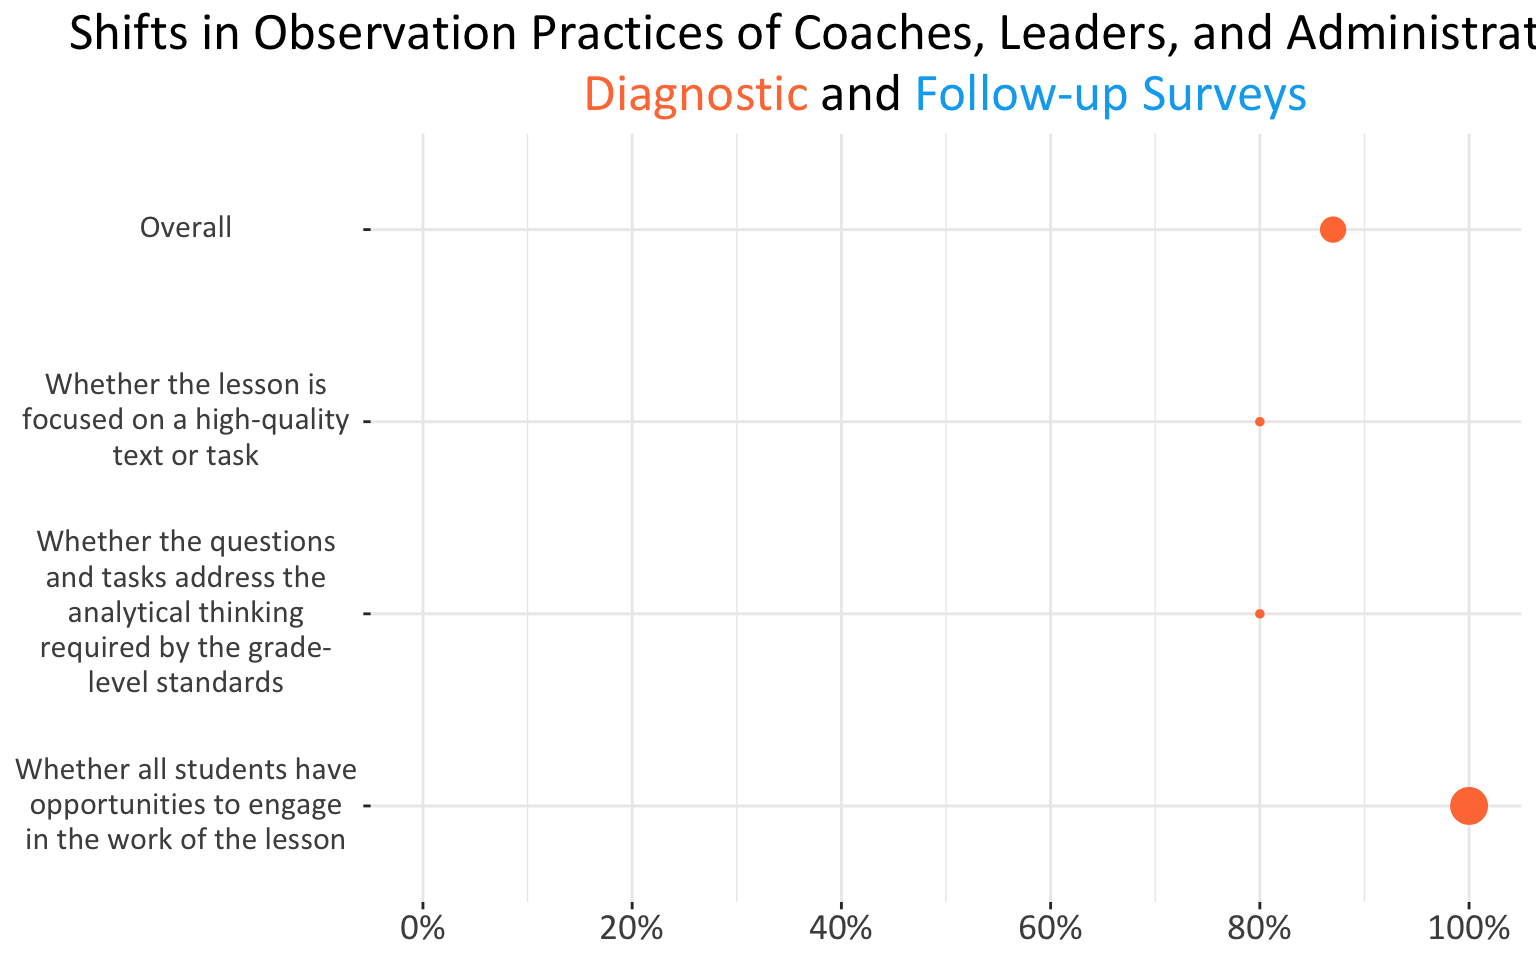 Shifts in Observation Practices of Coaches, Leaders, and Administrat
Diagnostic and Follow-up Surveys
Overall
Whether the lesson is
focused on a high-quality
text or task
Whether the questions
and tasks address the
analytical thinking
required by the grade-
level standards
Whether all students have
opportunities to engage
in the work of the lesson
0% 20% 40% 60% 80% 100%